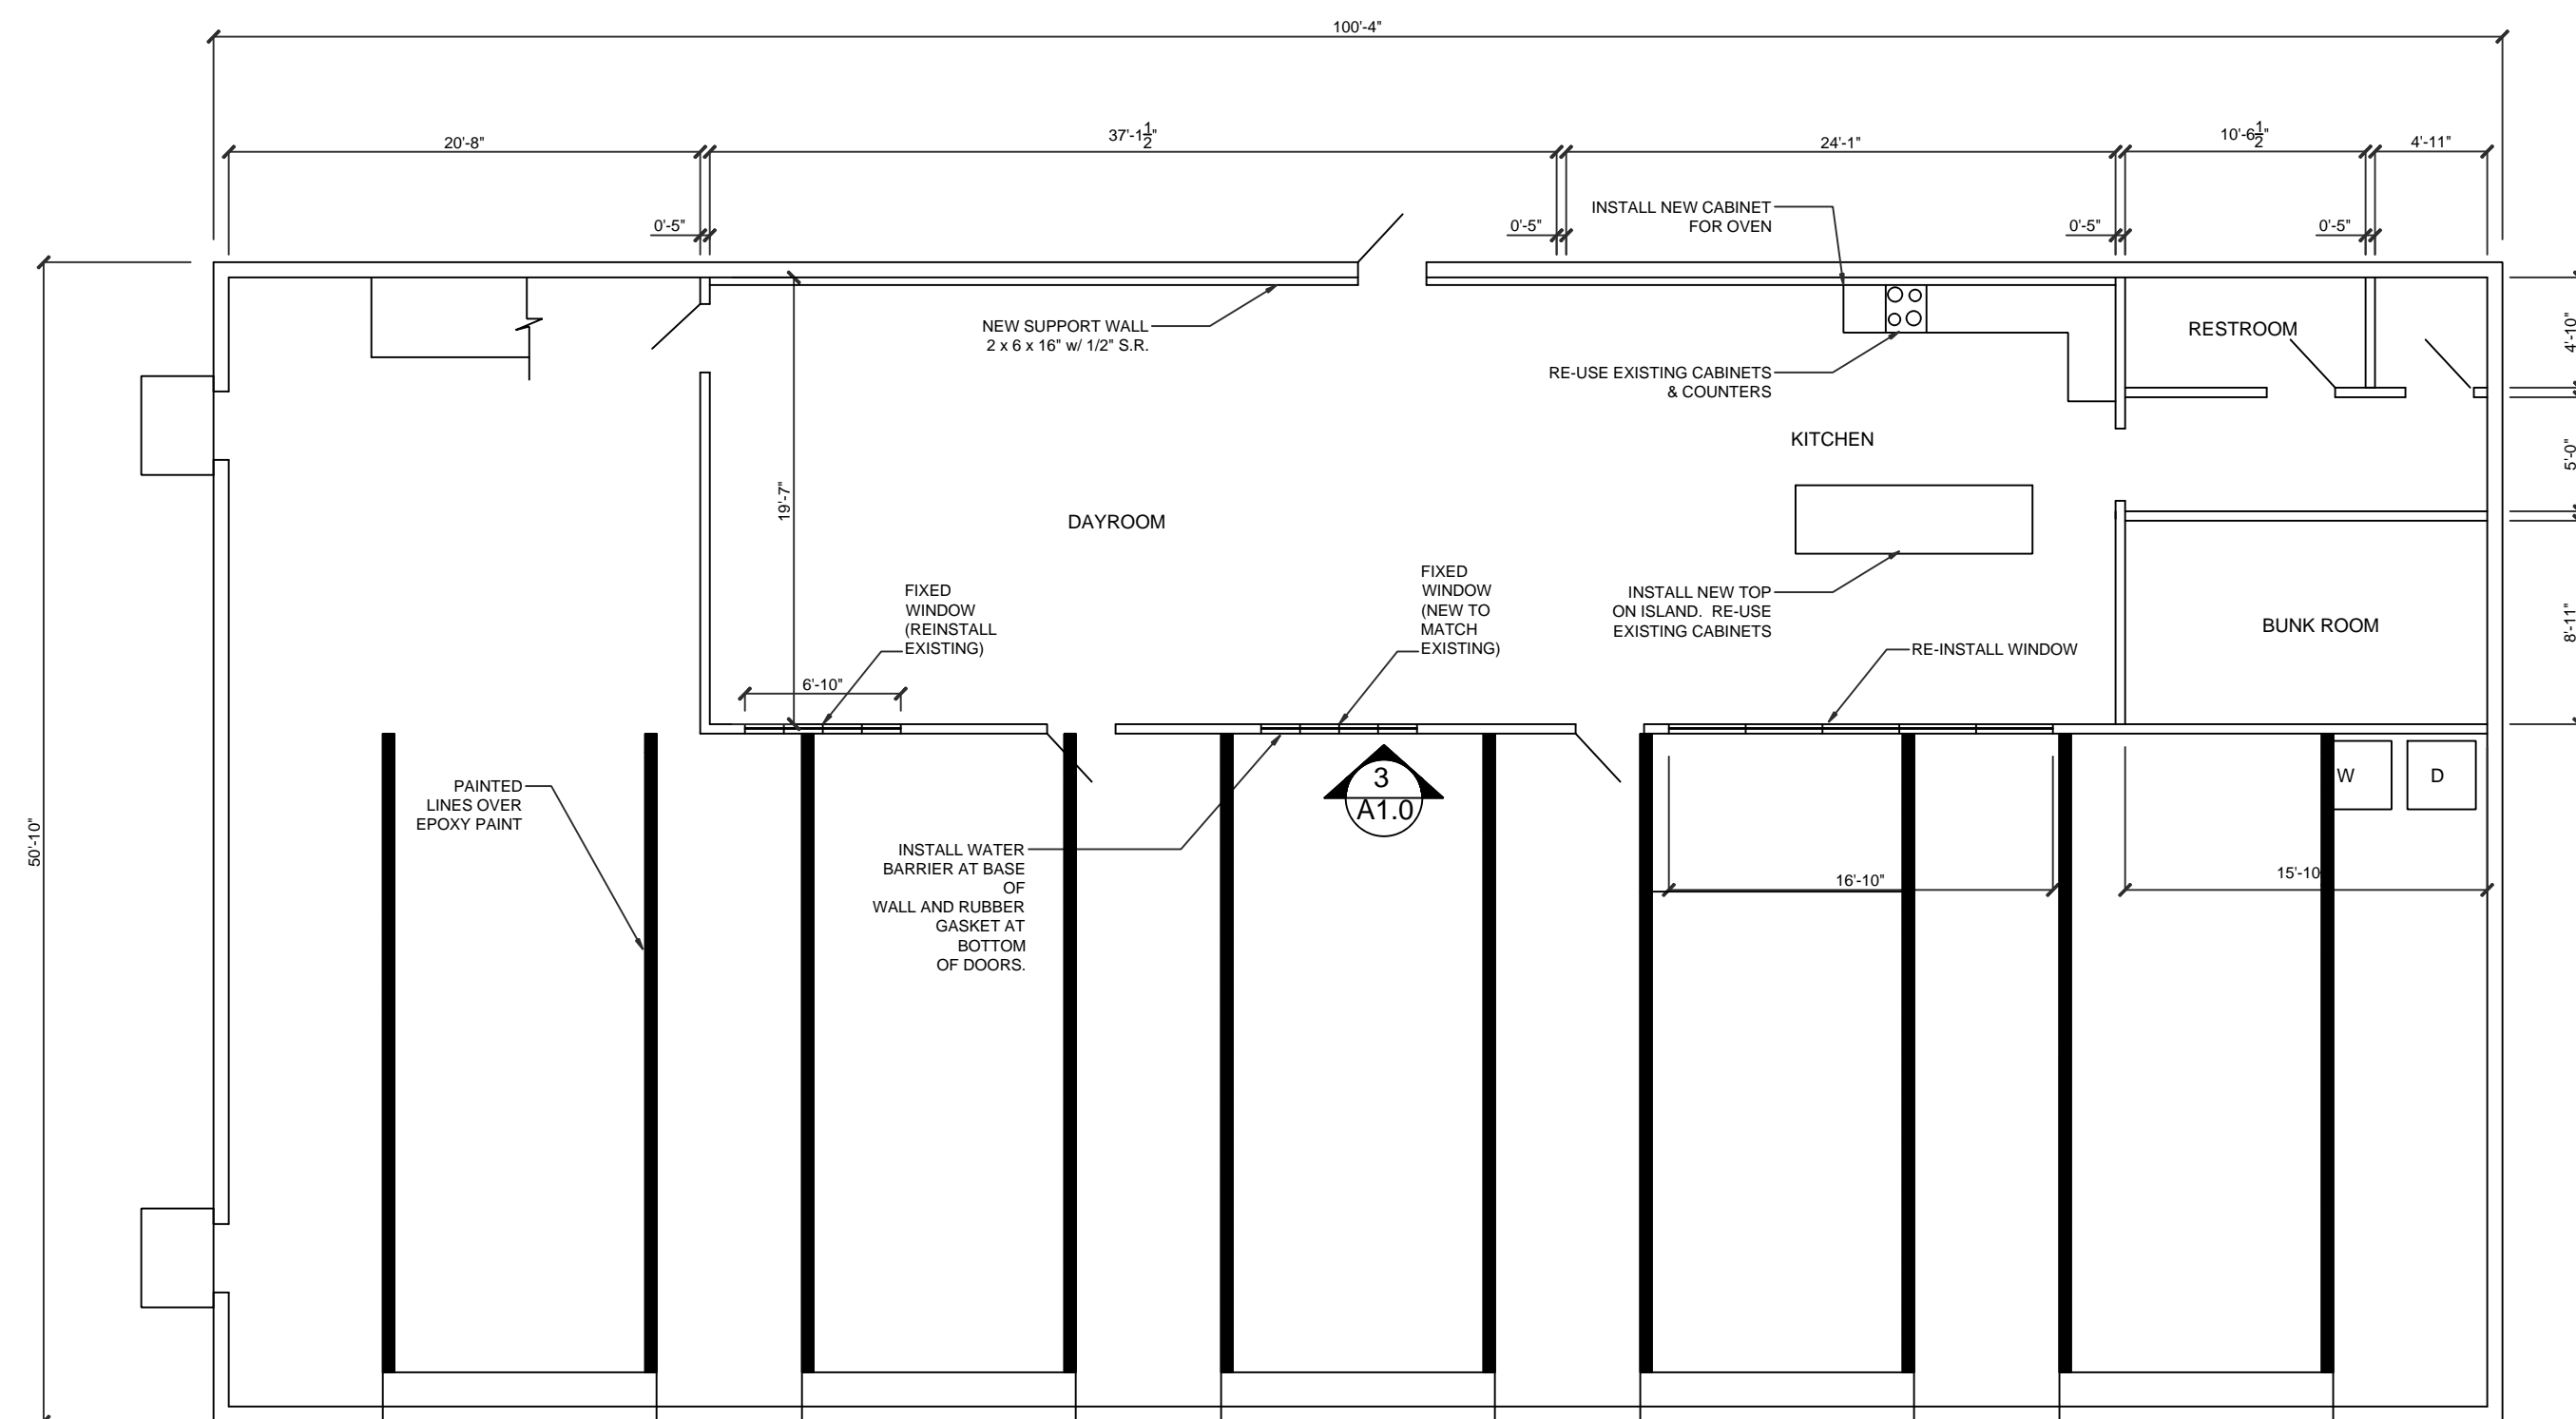 100'-4"
20'-8"
37'-1 1/2"
24'-1"
10'-6 1/2"
4'-11"
0'-5"
0'-5"
0'-5"
0'-5"
INSTALL NEW CABINET
FOR OVEN
NEW SUPPORT WALL
2 x 6 x 16" w/ 1/2" S.R.
RESTROOM
4'-10"
RE-USE EXISTING CABINETS
& COUNTERS
KITCHEN
5'-0"
19'-7"
DAYROOM
FIXED
WINDOW
(REINSTALL
EXISTING)
FIXED
WINDOW
(NEW TO
MATCH
EXISTING)
INSTALL NEW TOP
ON ISLAND.  RE-USE
EXISTING CABINETS
BUNK ROOM
8'-11"
RE-INSTALL WINDOW
6'-10"
PAINTED
LINES OVER
EPOXY PAINT
3
A1.0
W
D
50'-10"
INSTALL WATER
BARRIER AT BASE
OF
WALL AND RUBBER
GASKET AT
BOTTOM
OF DOORS.
16'-10"
15'-10